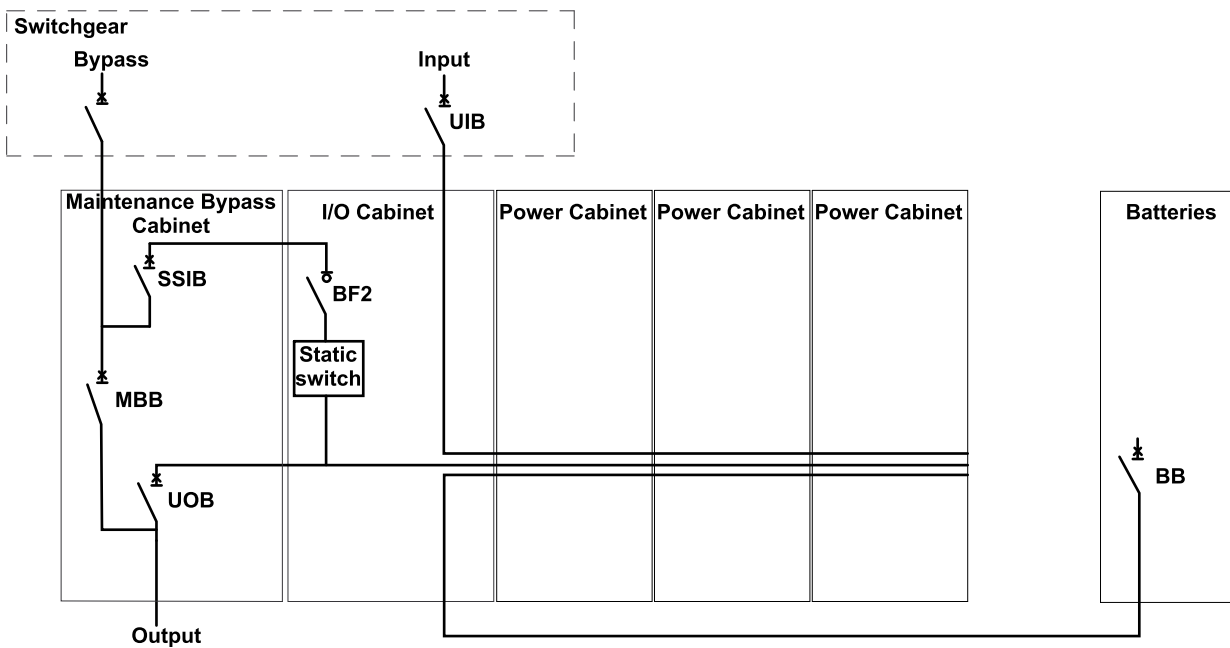 Switchgear
Bypass
Input
UIB
Maintenance Bypass
Cabinet
I/O Cabinet
Power Cabinet
Power Cabinet
Power Cabinet
Batteries
SSIB
BF2
Static
switch
MBB
UOB
BB
Output